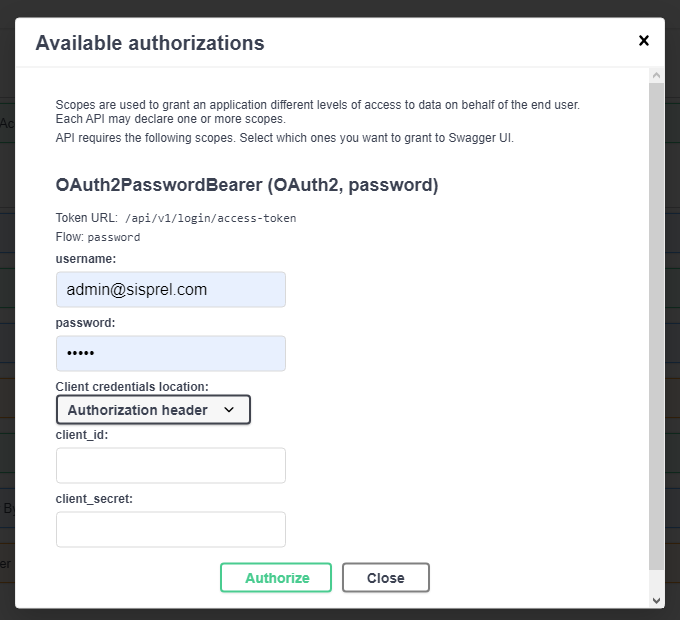 Available authorizations
Scopes are used to grant an application different levels of access to data on behalf of the end user.
Each API may declare one or more scopes.
API requires the following scopes. Select which ones you want to grant to Swagger UI.
OAuth2PasswordBearer (OAuth2, password)
Token URL: /api/v1/login/access-token
Flow: password
username:
admin@sisprel.com
password:
•••••
Client credentials location:
Authorization header
client_id:
client_secret:
Authorize Close